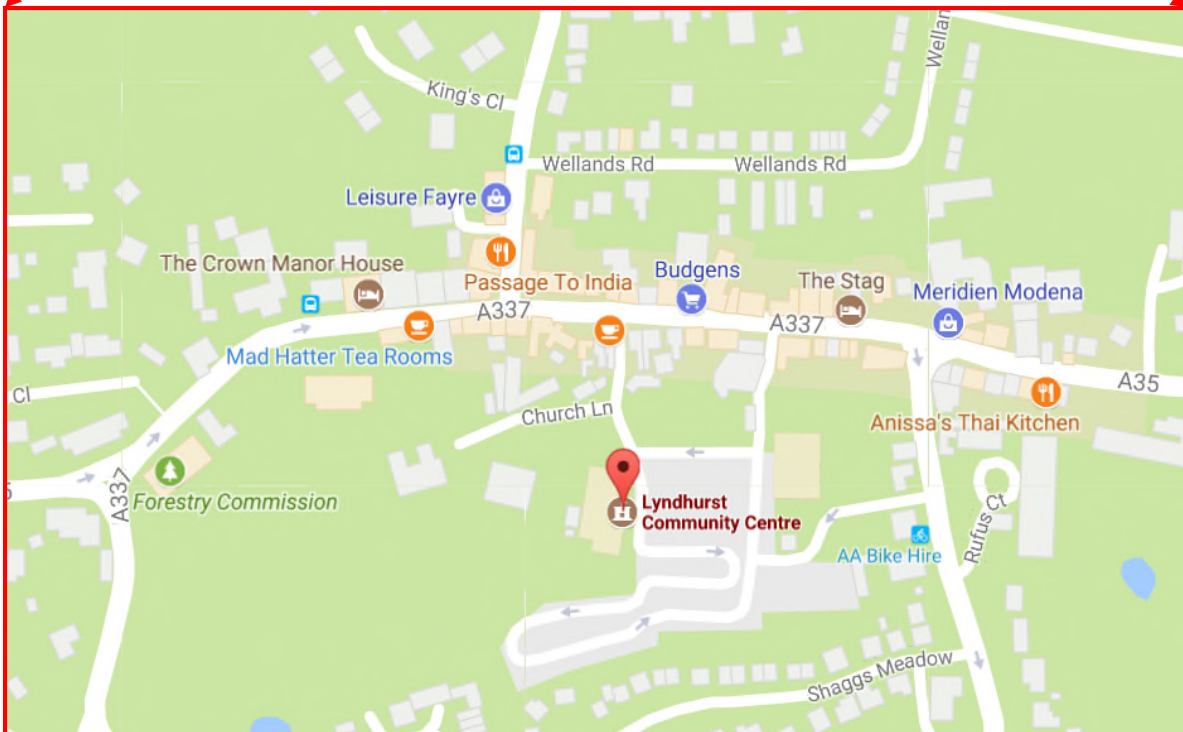 Wellan
King's Cl
Wellands Rd
Wellands Rd
Leisure Fayre
The Crown Manor House
Passage To India
Budgens
The Stag
Meridien Modena
A337
A337
Mad Hatter Tea Rooms
A35
Cl
Church Ln
Anissa's Thai Kitchen
5
A337
Forestry Commission
Lyndhurst
Community Centre
Rufus Ct
AA Bike Hire
Shaggs Meadow